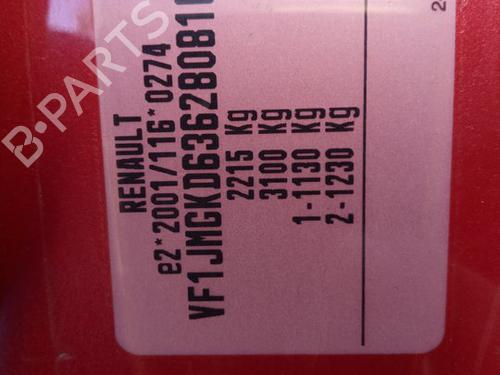 RENAULT
e2*2001/116*0274
VF1JMGKD636280810
2215 Kg
3100 Kg
1-1130 Kg
2-1230 Kg
B-PARTS